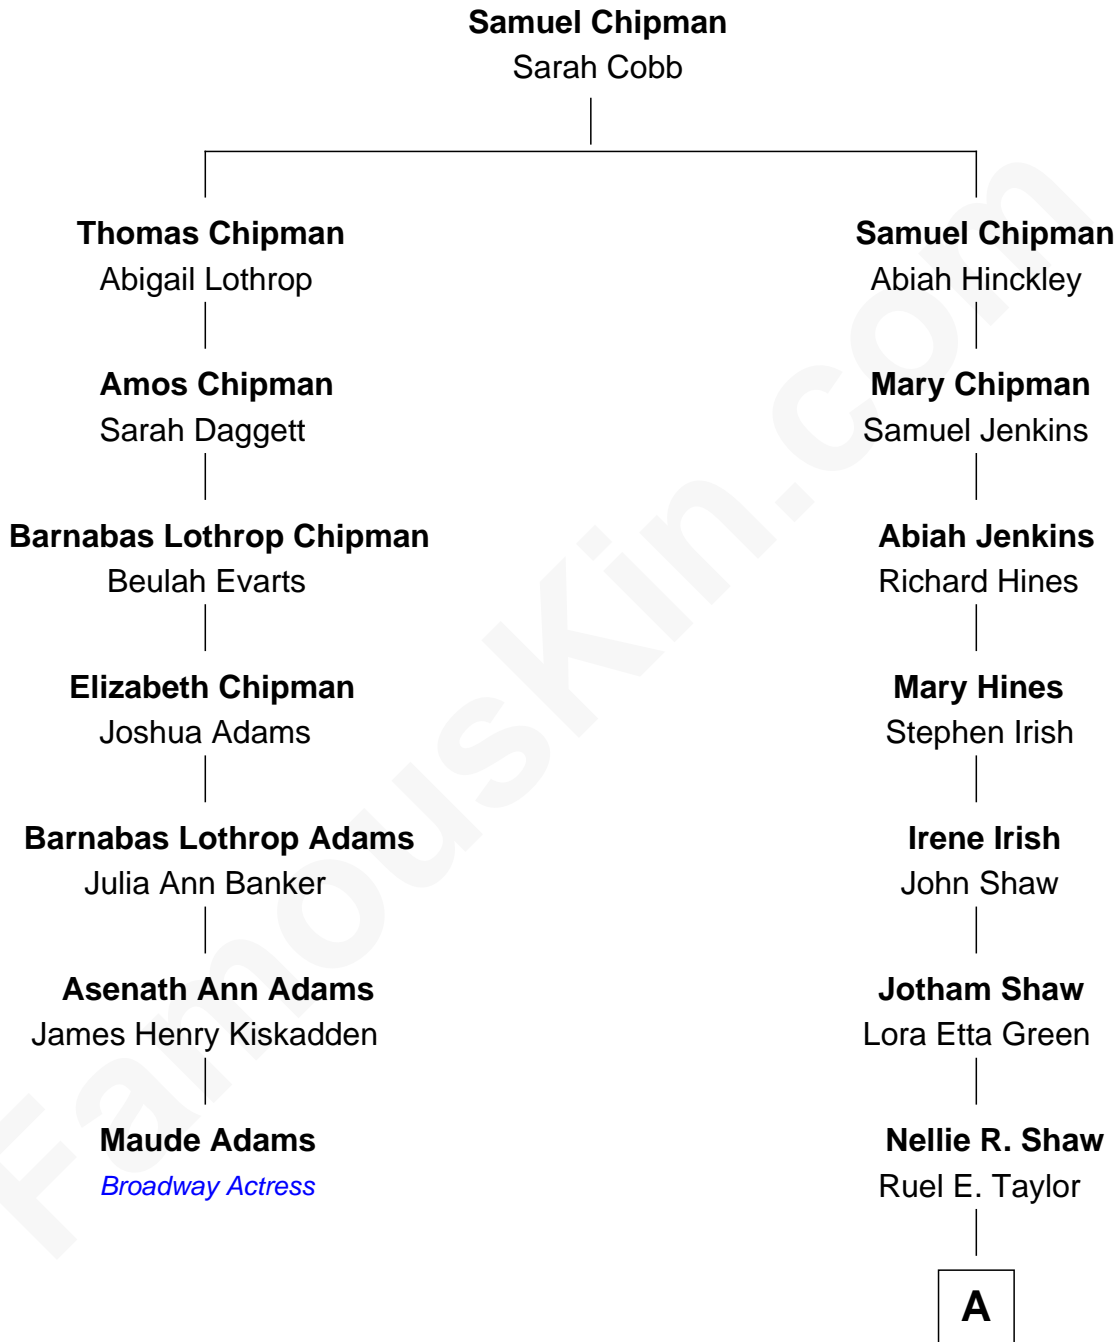 Samuel Chipman
Sarah Cobb
Thomas Chipman
Abigail Lothrop
Amos Chipman
Sarah Daggett
Barnabas Lothrop Chipman
Beulah Evarts
Elizabeth Chipman
Joshua Adams
Barnabas Lothrop Adams
Julia Ann Banker
Asenath Ann Adams
James Henry Kiskadden
Maude Adams
Broadway Actress
Samuel Chipman
Abiah Hinckley
Mary Chipman
Samuel Jenkins
Abiah Jenkins
Richard Hines
Mary Hines
Stephen Irish
Irene Irish
John Shaw
Jotham Shaw
Lora Etta Green
Nellie R. Shaw
Ruel E. Taylor
A
FamousKin.com